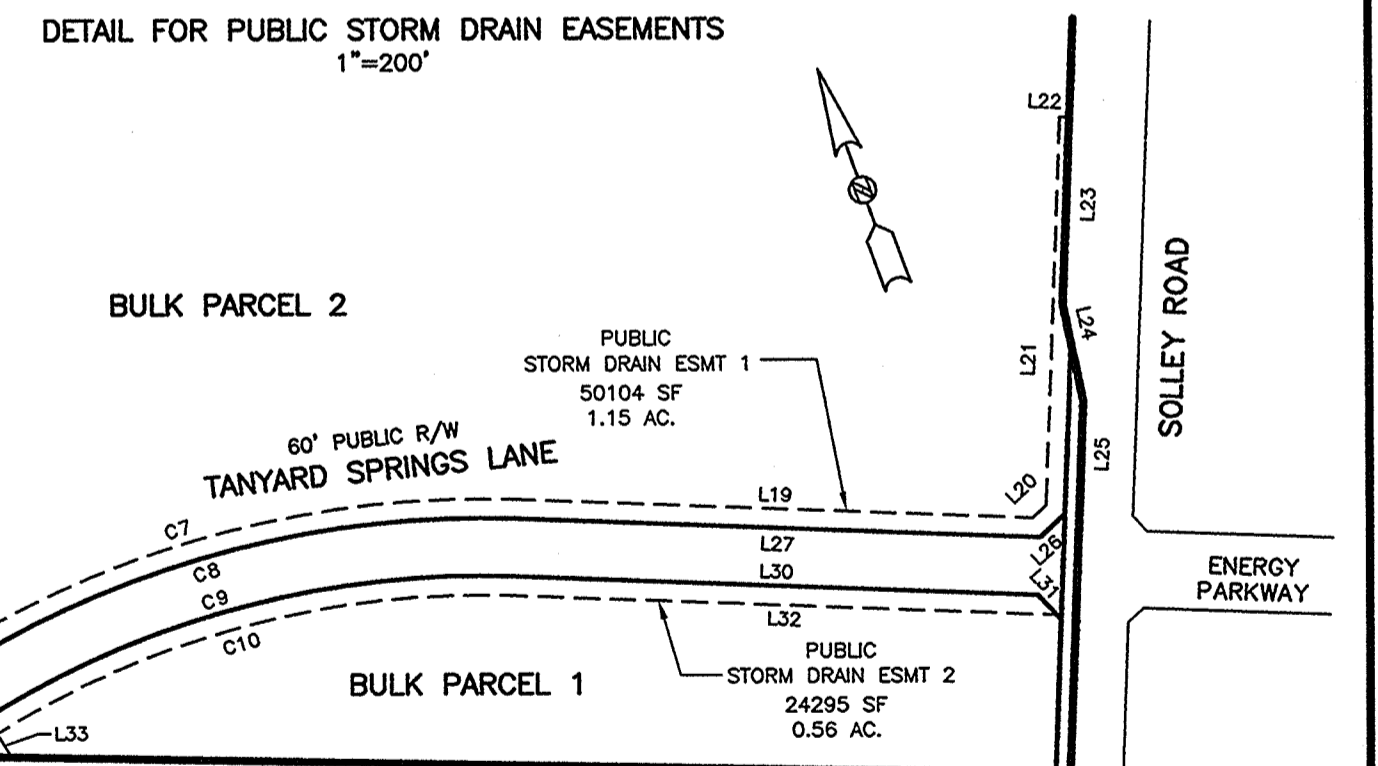 DETAIL FOR PUBLIC STORM DRAIN EASEMENTS
1"=200'
L22
L23
BULK PARCEL 2
L24
SOLLEY ROAD
PUBLIC
STORM DRAIN ESMT 1
50104 SF
1.15 AC.
L21
60' PUBLIC R/W
TANYARD SPRINGS LANE
L25
L19
L20
C7
L27
L26
C8
L30
L31
ENERGY
PARKWAY
C9
L32
C10
PUBLIC
STORM DRAIN ESMT 2
24295 SF
0.56 AC.
BULK PARCEL 1
L33